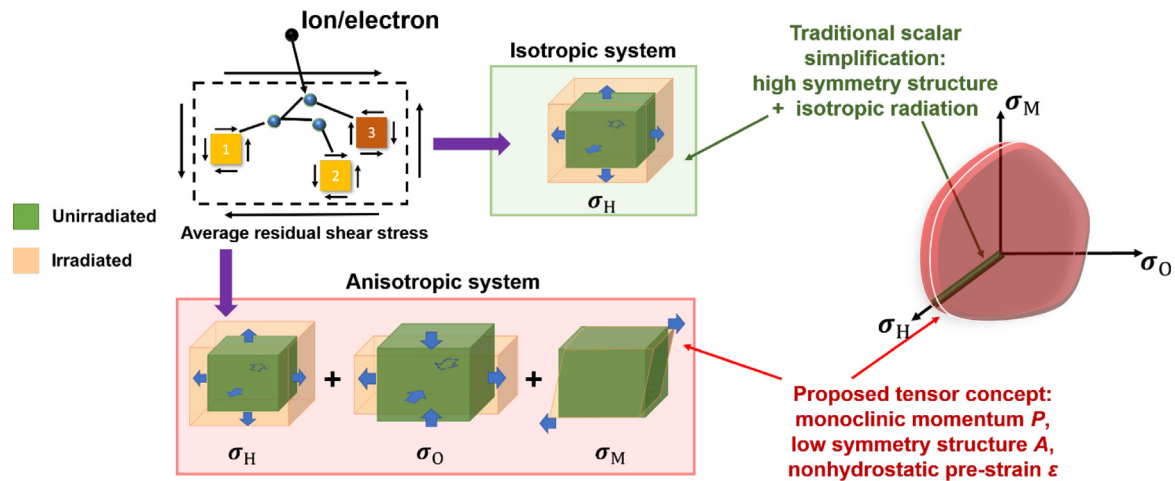 Ion/electron
1
2
3
Average residual shear stress
Unirradiated
Irradiated
Isotropic system
σH
Traditional scalar
simplification:
high symmetry structure
+ isotropic radiation
σM
σO
σH
Anisotropic system
+
+
σH
σO
σM
Proposed tensor concept:
monoclinic momentum P,
low symmetry structure A,
nonhydrostatic pre-strain ε